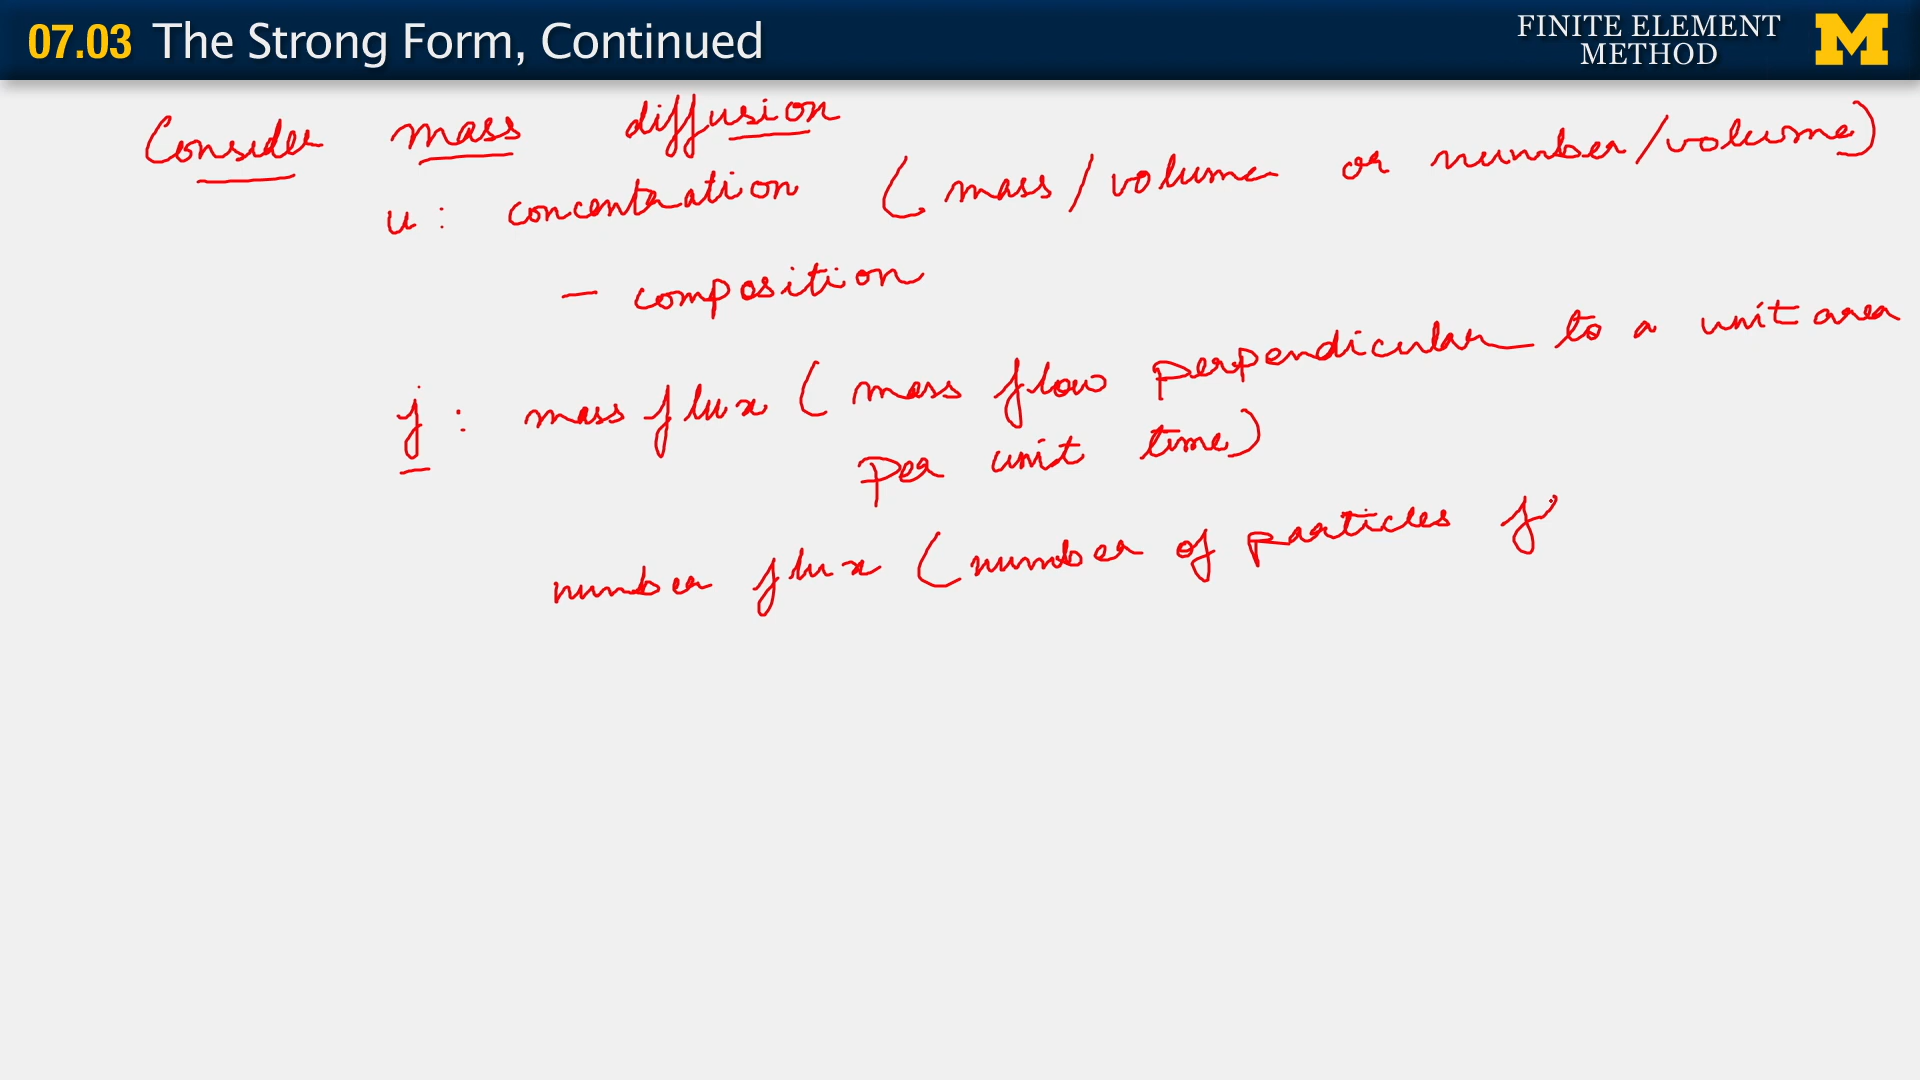 07.03 The Strong Form, Continued
FINITE ELEMENT
METHOD
M
Consider mass diffusion
u : concentration (mass/volume or number/volume)
– composition
j : mass flux (mass flow perpendicular to a unit area
per unit time)
number flux (number of particles f